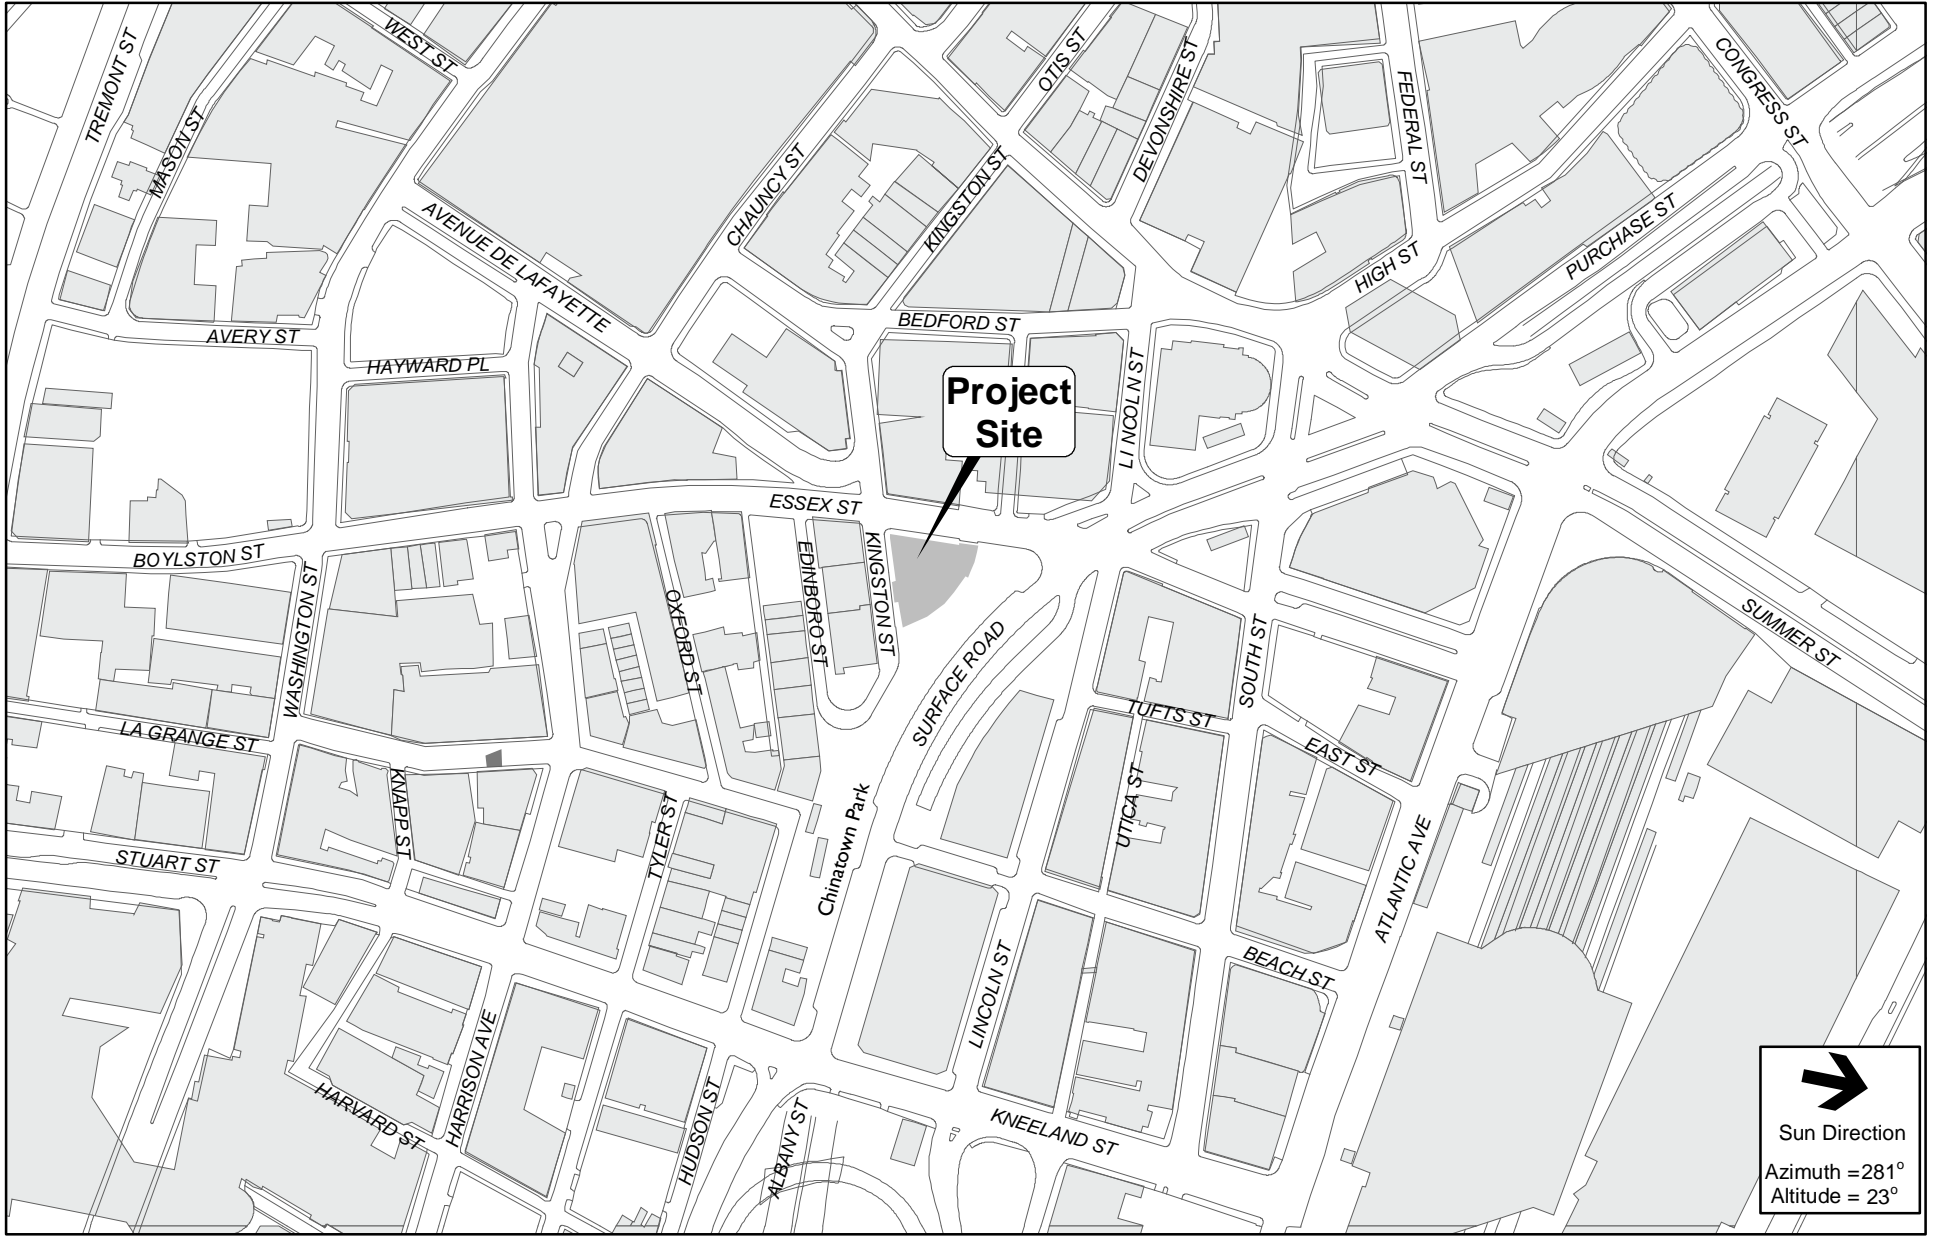 WEST ST
TREMONT ST
MASON ST
OTIS ST
DEVONSHIRE ST
FEDERAL ST
CONGRESS ST
CHAUNCY ST
KINGSTON ST
AVENUE DE LAFAYETTE
PURCHASE ST
HIGH ST
AVERY ST
BEDFORD ST
HAYWARD PL
LINCOLN ST
Project
Site
ESSEX ST
BOYLSTON ST
WASHINGTON ST
OXFORD ST
EDINBORO ST
KINGSTON ST
SURFACE ROAD
SOUTH ST
SUMMER ST
TUFTS ST
LA GRANGE ST
EAST ST
KNAPP ST
TYLER ST
UTICA ST
Chinatown Park
STUART ST
ATLANTIC AVE
BEACH ST
LINCOLN ST
HARRISON AVE
HARVARD ST
HUDSON ST
ALBANY ST
KNEELAND ST
Sun Direction
Azimuth =281°
Altitude = 23°